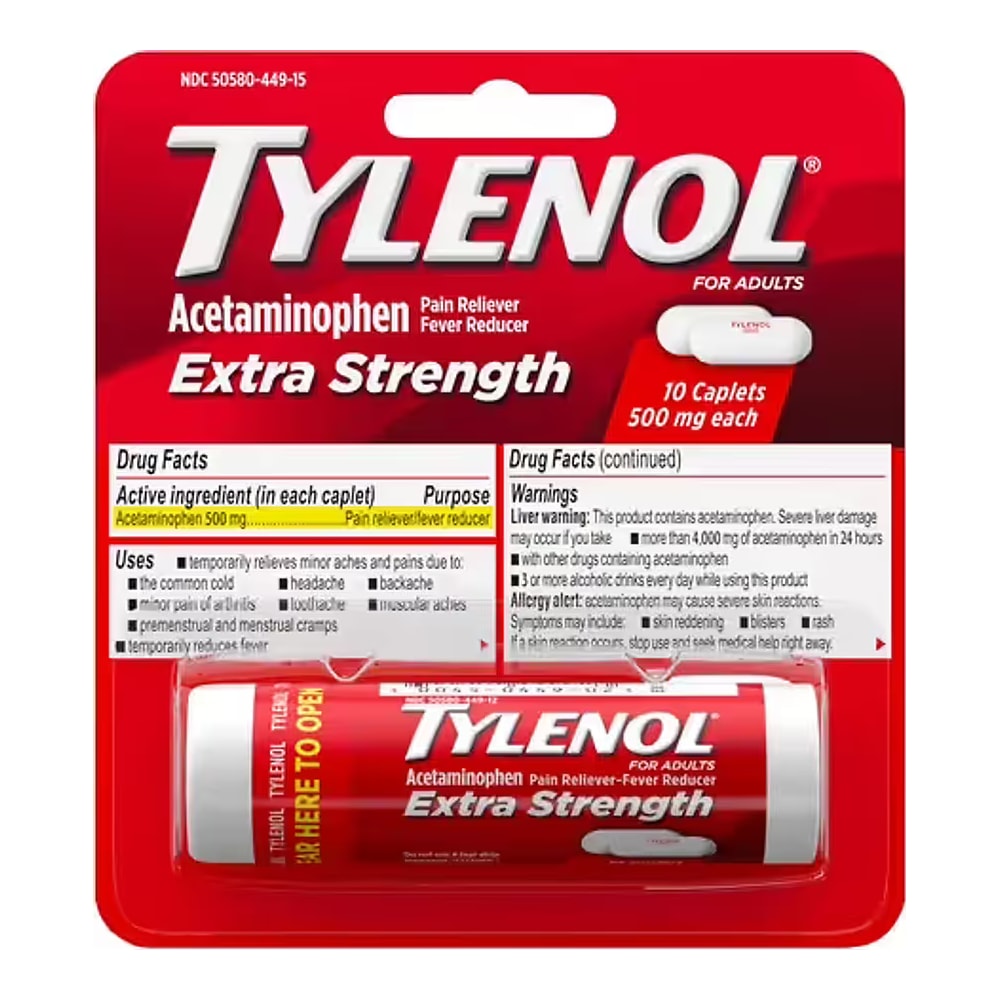 NDC 50580-449-15
TYLENOL®
FOR ADULTS
Acetaminophen Pain Reliever
Fever Reducer
Extra Strength
TYLENOL
10 Caplets
500 mg each
Drug Facts
Active ingredient (in each caplet) Purpose
Acetaminophen 500 mg..........................Pain reliever/fever reducer
Uses ■ temporarily relieves minor aches and pains due to:
■ the common cold ■ headache ■ backache
■ minor pain of arthritis ■ toothache ■ muscular aches
■ premenstrual and menstrual cramps
■ temporarily reduces fever
Drug Facts (continued)
Warnings
Liver warning: This product contains acetaminophen. Severe liver damage
may occur if you take ■ more than 4,000 mg of acetaminophen in 24 hours
■ with other drugs containing acetaminophen
■ 3 or more alcoholic drinks every day while using this product
Allergy alert: acetaminophen may cause severe skin reactions.
Symptoms may include: ■ skin reddening ■ blisters ■ rash
If a skin reaction occurs, stop use and seek medical help right away.
TYLENOL TYLENOL TYLENOL
EAR HERE TO OPEN
NDC 50580-449-12
TYLENOL®
FOR ADULTS
Acetaminophen Pain Reliever-Fever Reducer
Extra Strength